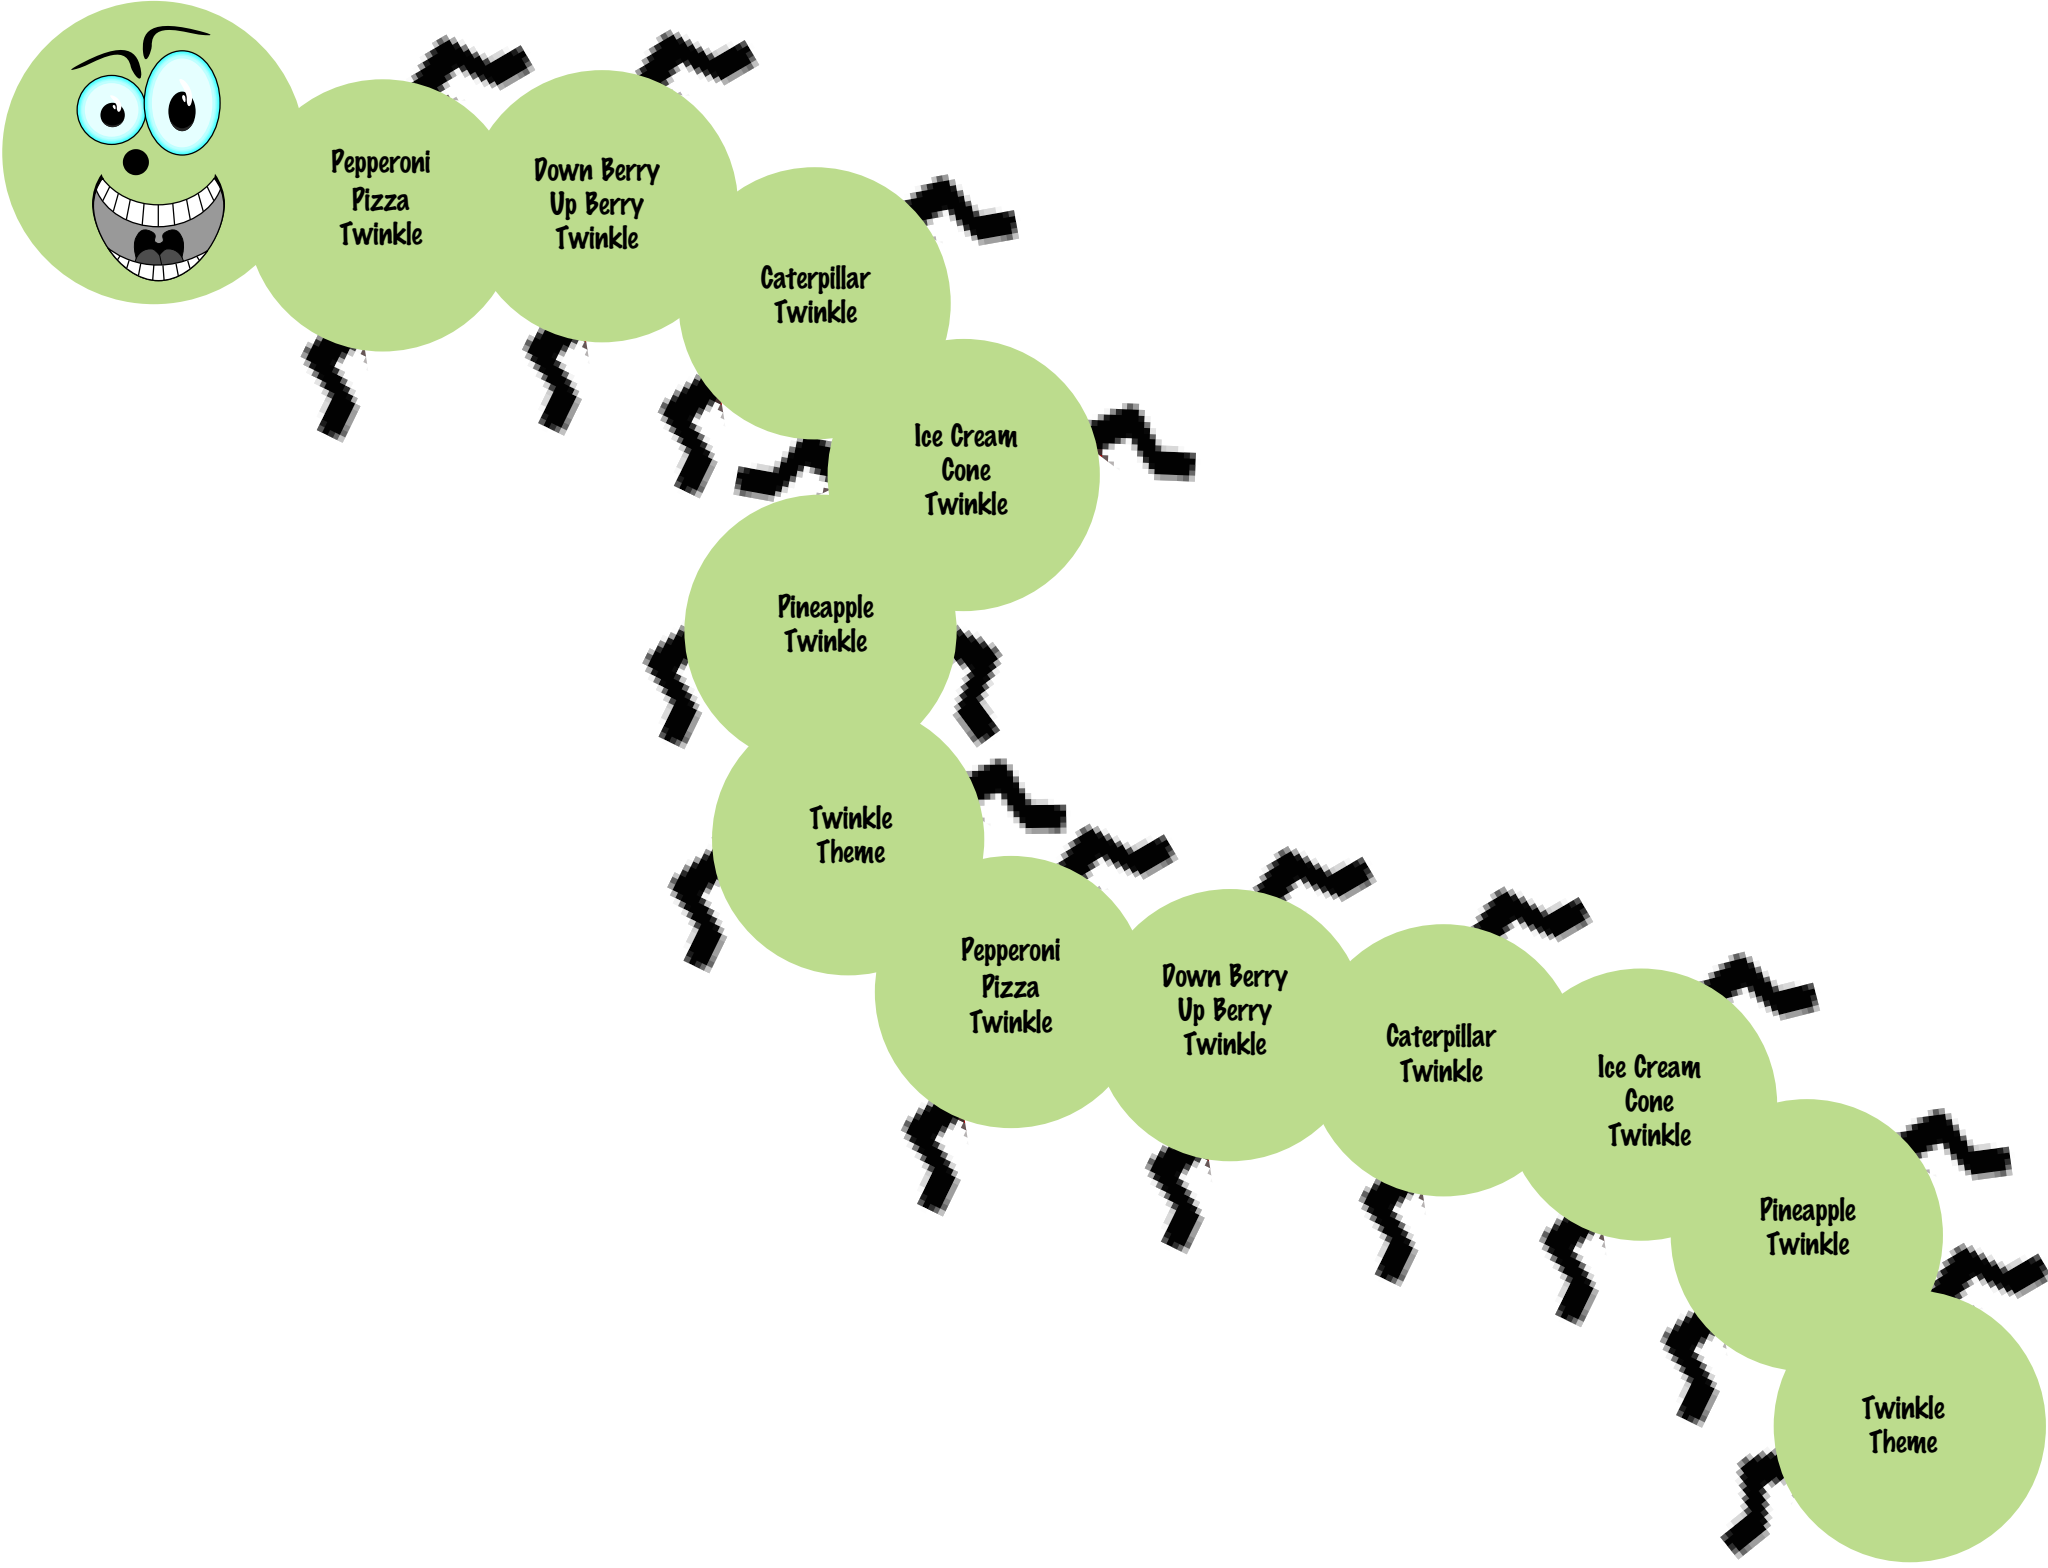 Pepperoni
Pizza
Twinkle
Down Berry
Up Berry
Twinkle
Caterpillar
Twinkle
Ice Cream
Cone
Twinkle
Pineapple
Twinkle
Twinkle
Theme
Pepperoni
Pizza
Twinkle
Down Berry
Up Berry
Twinkle
Caterpillar
Twinkle
Ice Cream
Cone
Twinkle
Pineapple
Twinkle
Twinkle
Theme